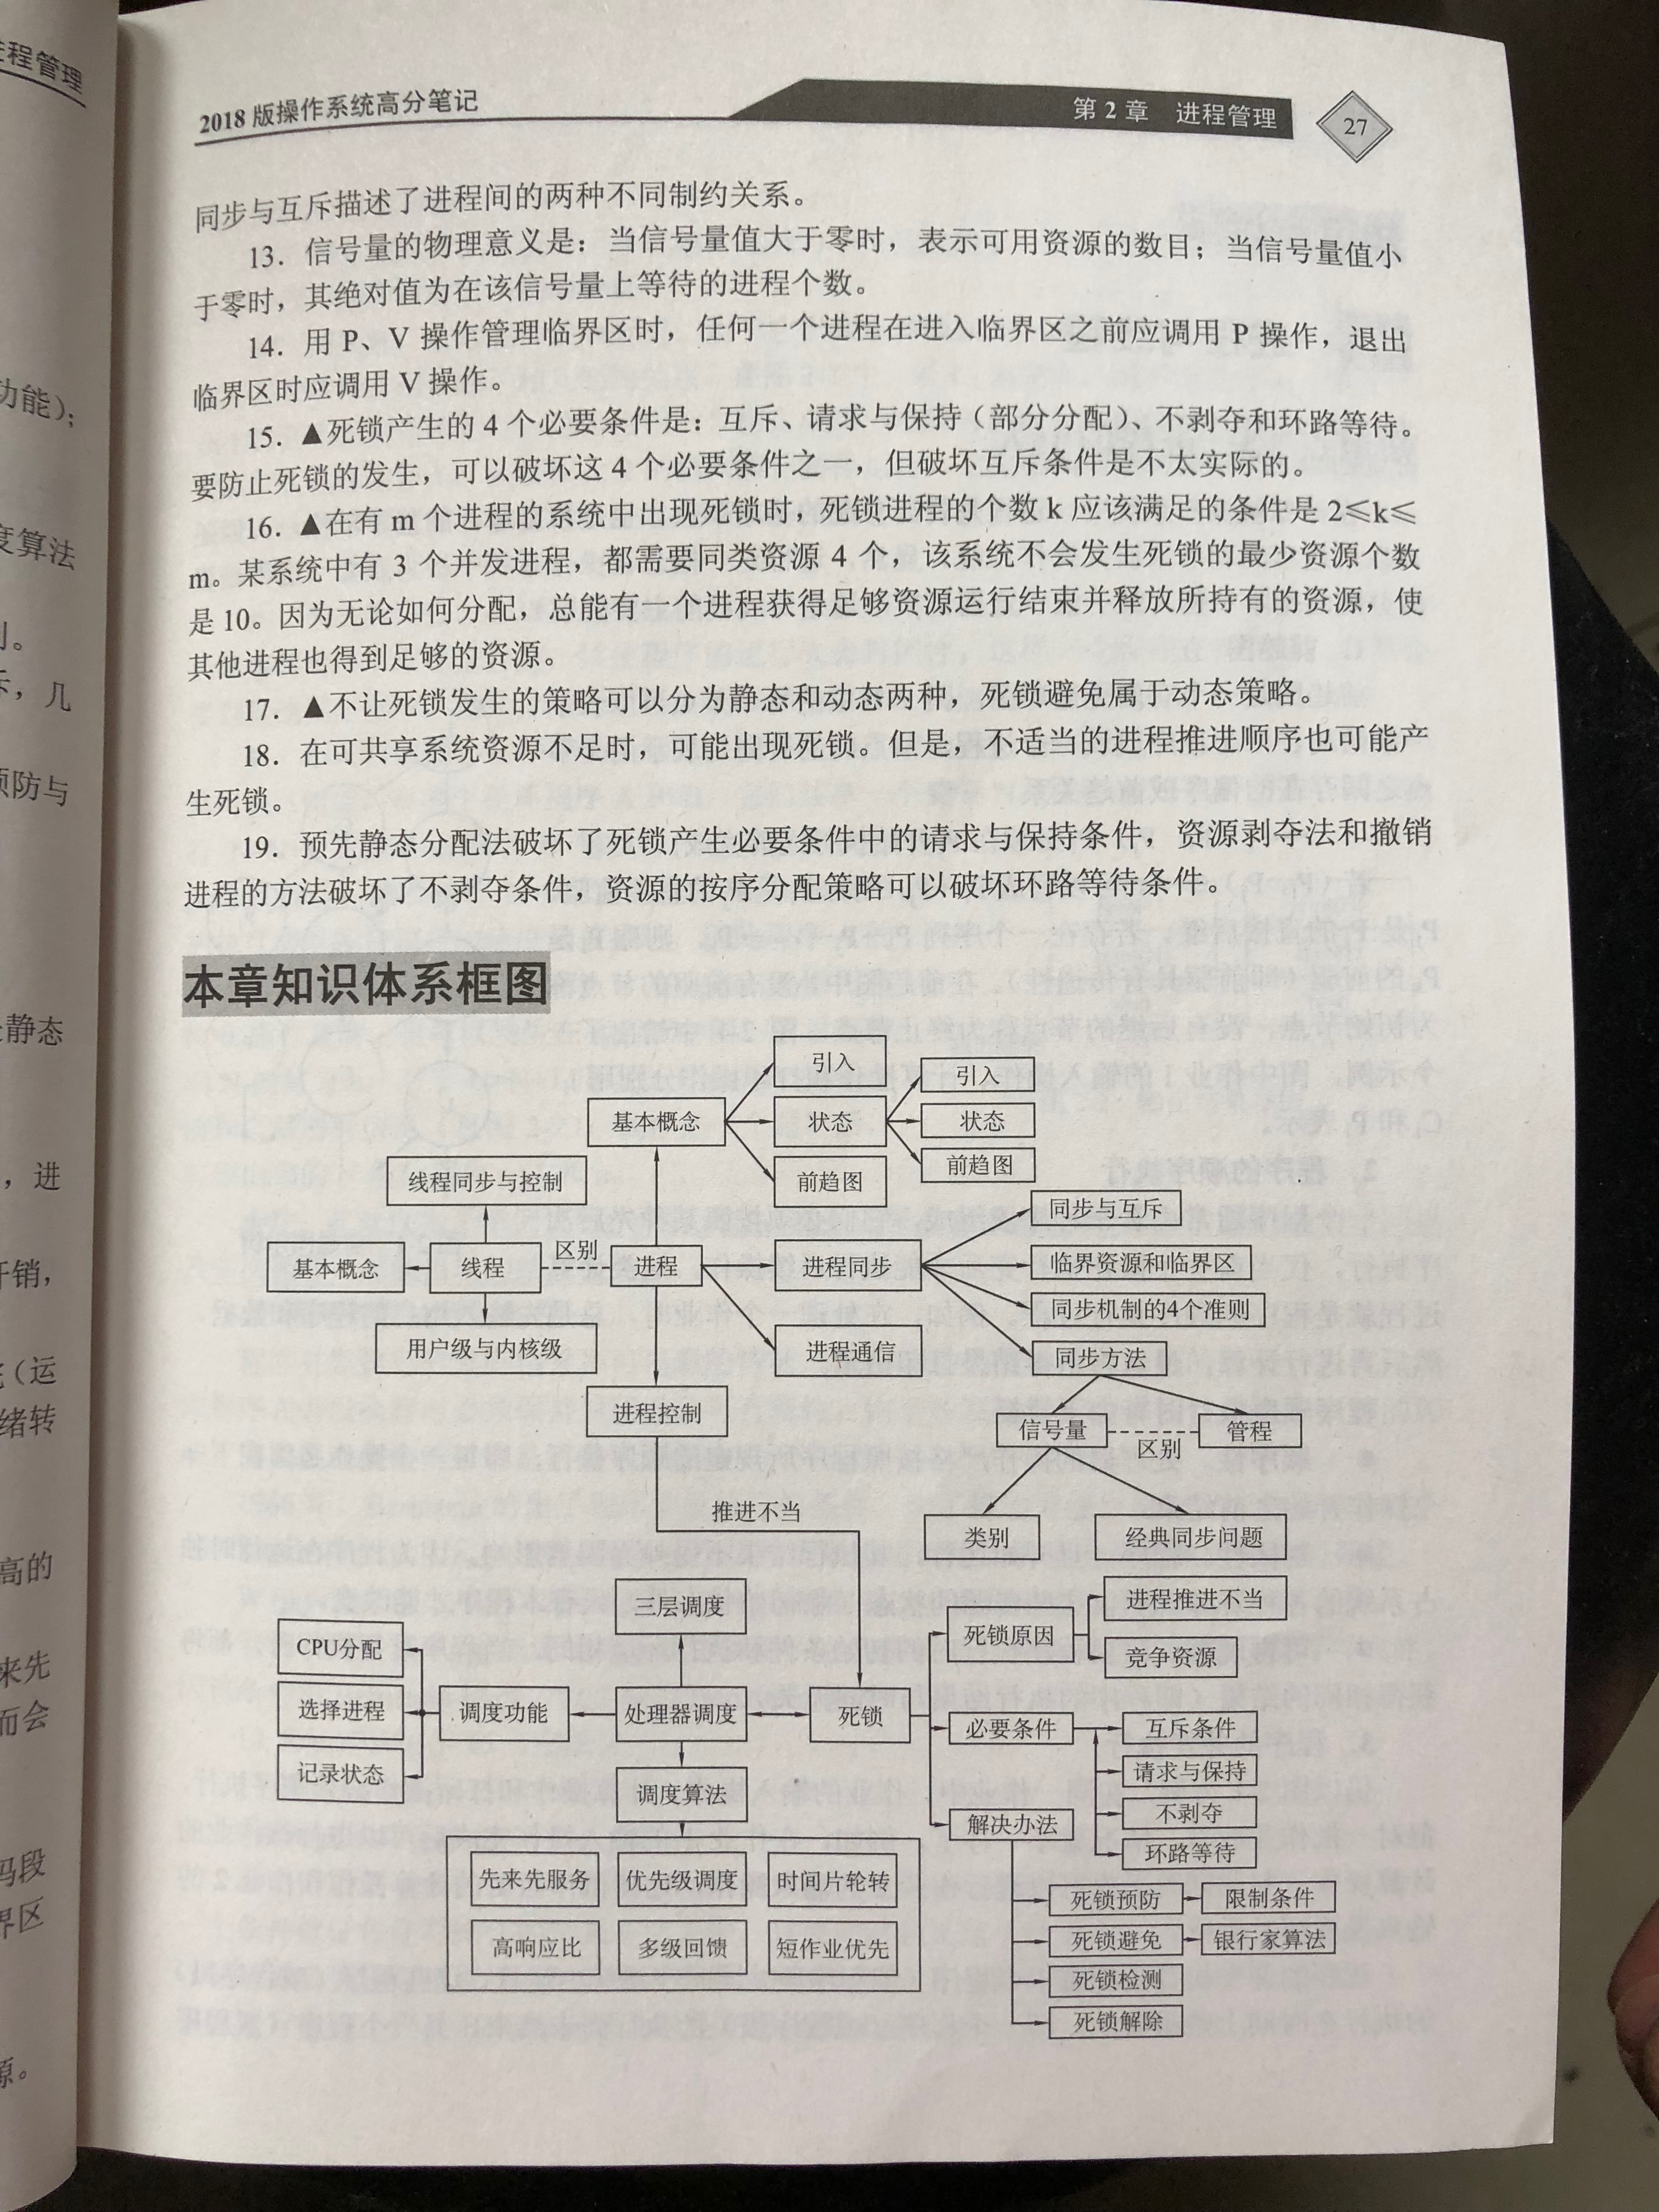 程管理
功能);
度算法
几
预防与
静态
，进
开销，
（运
绪转
高的
来先
而会
码段
界区
源。
2018 版操作系统高分笔记
第 2 章 进程管理
27
同步与互斥描述了进程间的两种不同制约关系。
13．信号量的物理意义是：当信号量值大于零时，表示可用资源的数目；当信号量值小
于零时，其绝对值为在该信号量上等待的进程个数。
14．用 P、V 操作管理临界区时，任何一个进程在进入临界区之前应调用 P 操作，退出
临界区时应调用 V 操作。
15．▲死锁产生的 4 个必要条件是：互斥、请求与保持（部分分配）、不剥夺和环路等待。
要防止死锁的发生，可以破坏这 4 个必要条件之一，但破坏互斥条件是不太实际的。
16．▲在有 m 个进程的系统中出现死锁时，死锁进程的个数 k 应该满足的条件是 2≤k≤
m。某系统中有 3 个并发进程，都需要同类资源 4 个，该系统不会发生死锁的最少资源个数
是 10。因为无论如何分配，总能有一个进程获得足够资源运行结束并释放所持有的资源，使
其他进程也得到足够的资源。
17．▲不让死锁发生的策略可以分为静态和动态两种，死锁避免属于动态策略。
18．在可共享系统资源不足时，可能出现死锁。但是，不适当的进程推进顺序也可能产
生死锁。
19．预先静态分配法破坏了死锁产生必要条件中的请求与保持条件，资源剥夺法和撤销
进程的方法破坏了不剥夺条件，资源的按序分配策略可以破坏环路等待条件。
本章知识体系框图
引入
引入
基本概念
状态
状态
前趋图
前趋图
线程同步与控制
同步与互斥
基本概念
线程
区别
进程
进程同步
临界资源和临界区
同步机制的4个准则
用户级与内核级
进程通信
同步方法
进程控制
信号量
区别
管程
推进不当
类别
经典同步问题
三层调度
进程推进不当
CPU分配
死锁原因
竞争资源
选择进程
调度功能
处理器调度
死锁
必要条件
互斥条件
记录状态
请求与保持
调度算法
不剥夺
解决办法
环路等待
先来先服务
优先级调度
时间片轮转
死锁预防
限制条件
高响应比
多级回馈
短作业优先
死锁避免
银行家算法
死锁检测
死锁解除